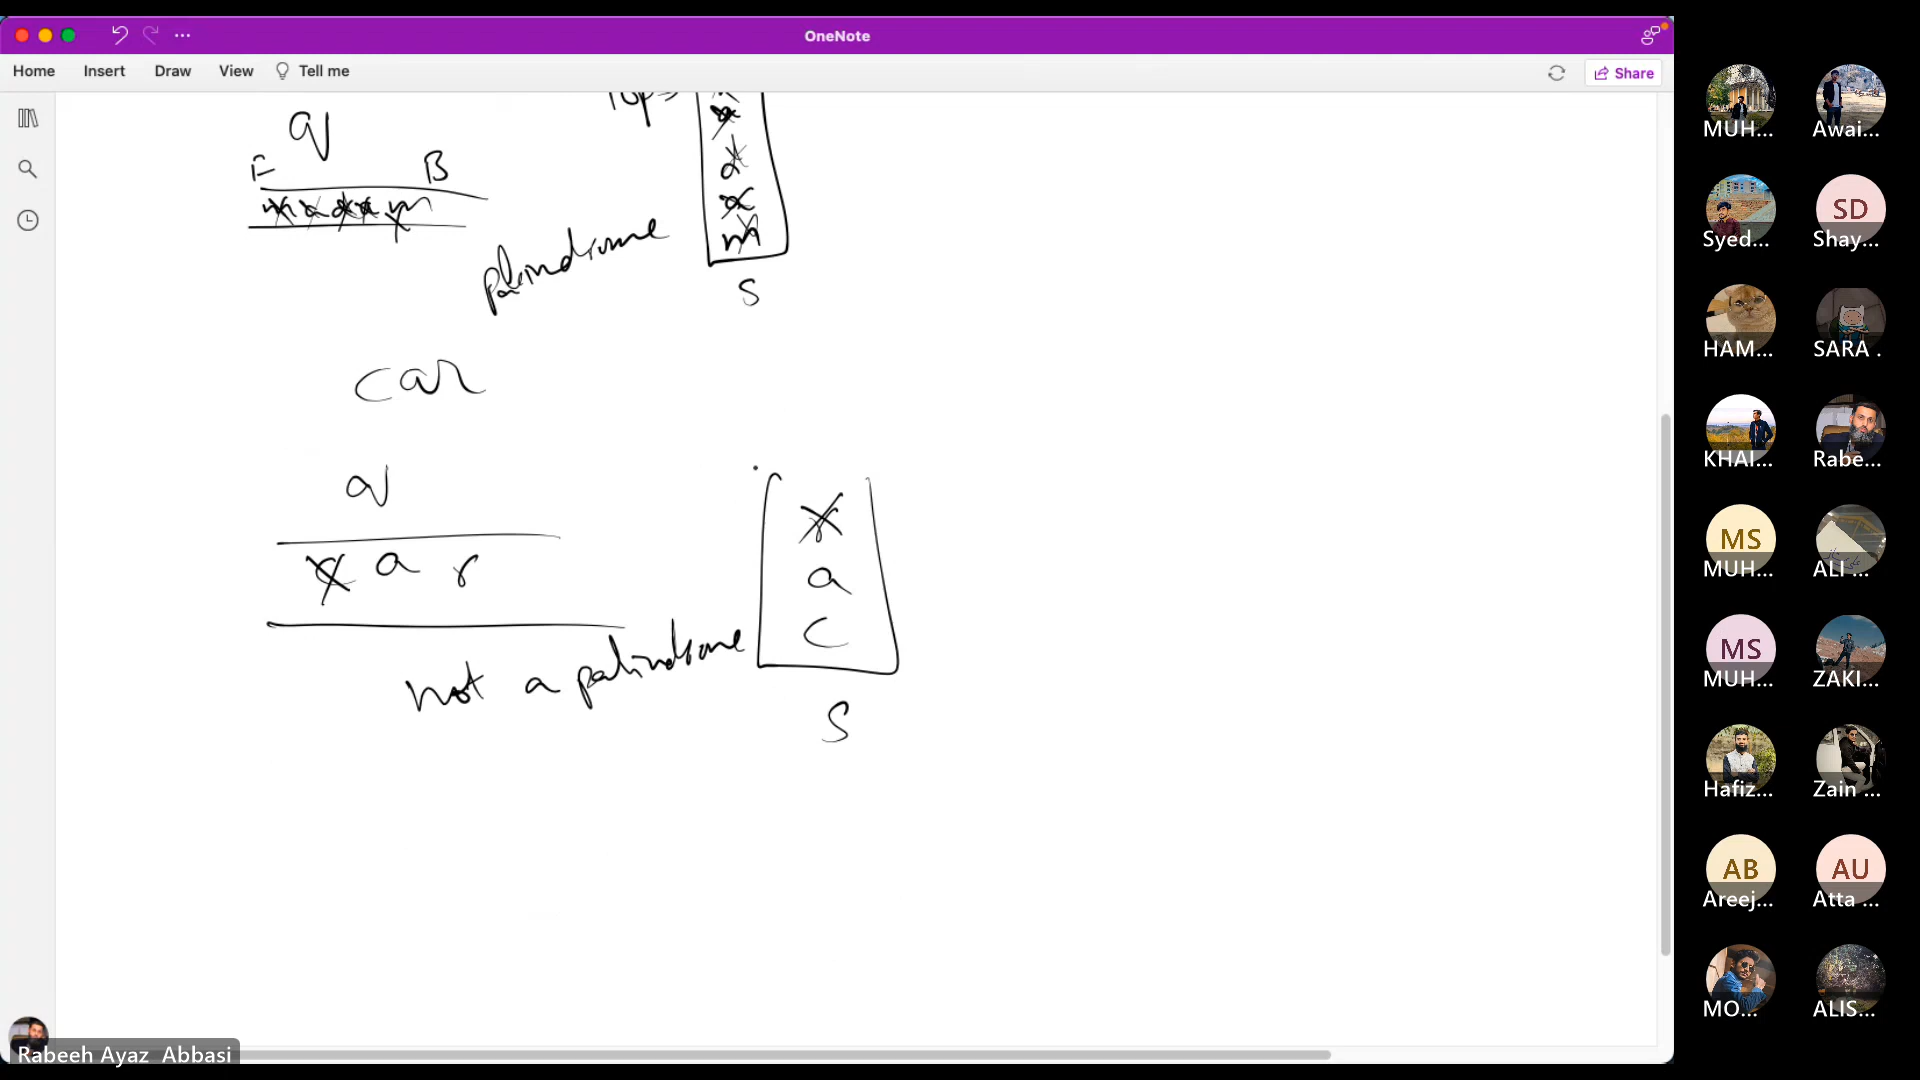 OneNote
Home Insert Draw View Tell me
Share
q
Top→
F B
m a d a m
a
d
a
m
palindrome
S
car
q
c a r
r
a
c
not a palindrome
S
MUH...
Awai...
Syed...
SD
Shay...
HAM...
SARA .
KHAI...
Rabe...
MS
MUH...
ALI ...
MS
MUH...
ZAKI...
Hafiz...
Zain ...
AB
Areej...
AU
Atta ...
MO...
ALIS...
Rabeeh Ayaz Abbasi